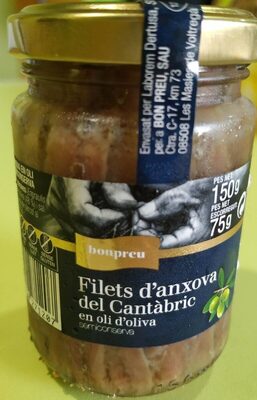 Envasat per Laborem Dertusa,
per a BON PREU, SAU
Ctra. C-17, km 73
08508 Les Masies de Voltregà
PES NET
150g
PES NET
ESCORREGUT
75g
bonpreu
Filets d'anxova
del Cantàbric
en oli d'oliva
semiconserva